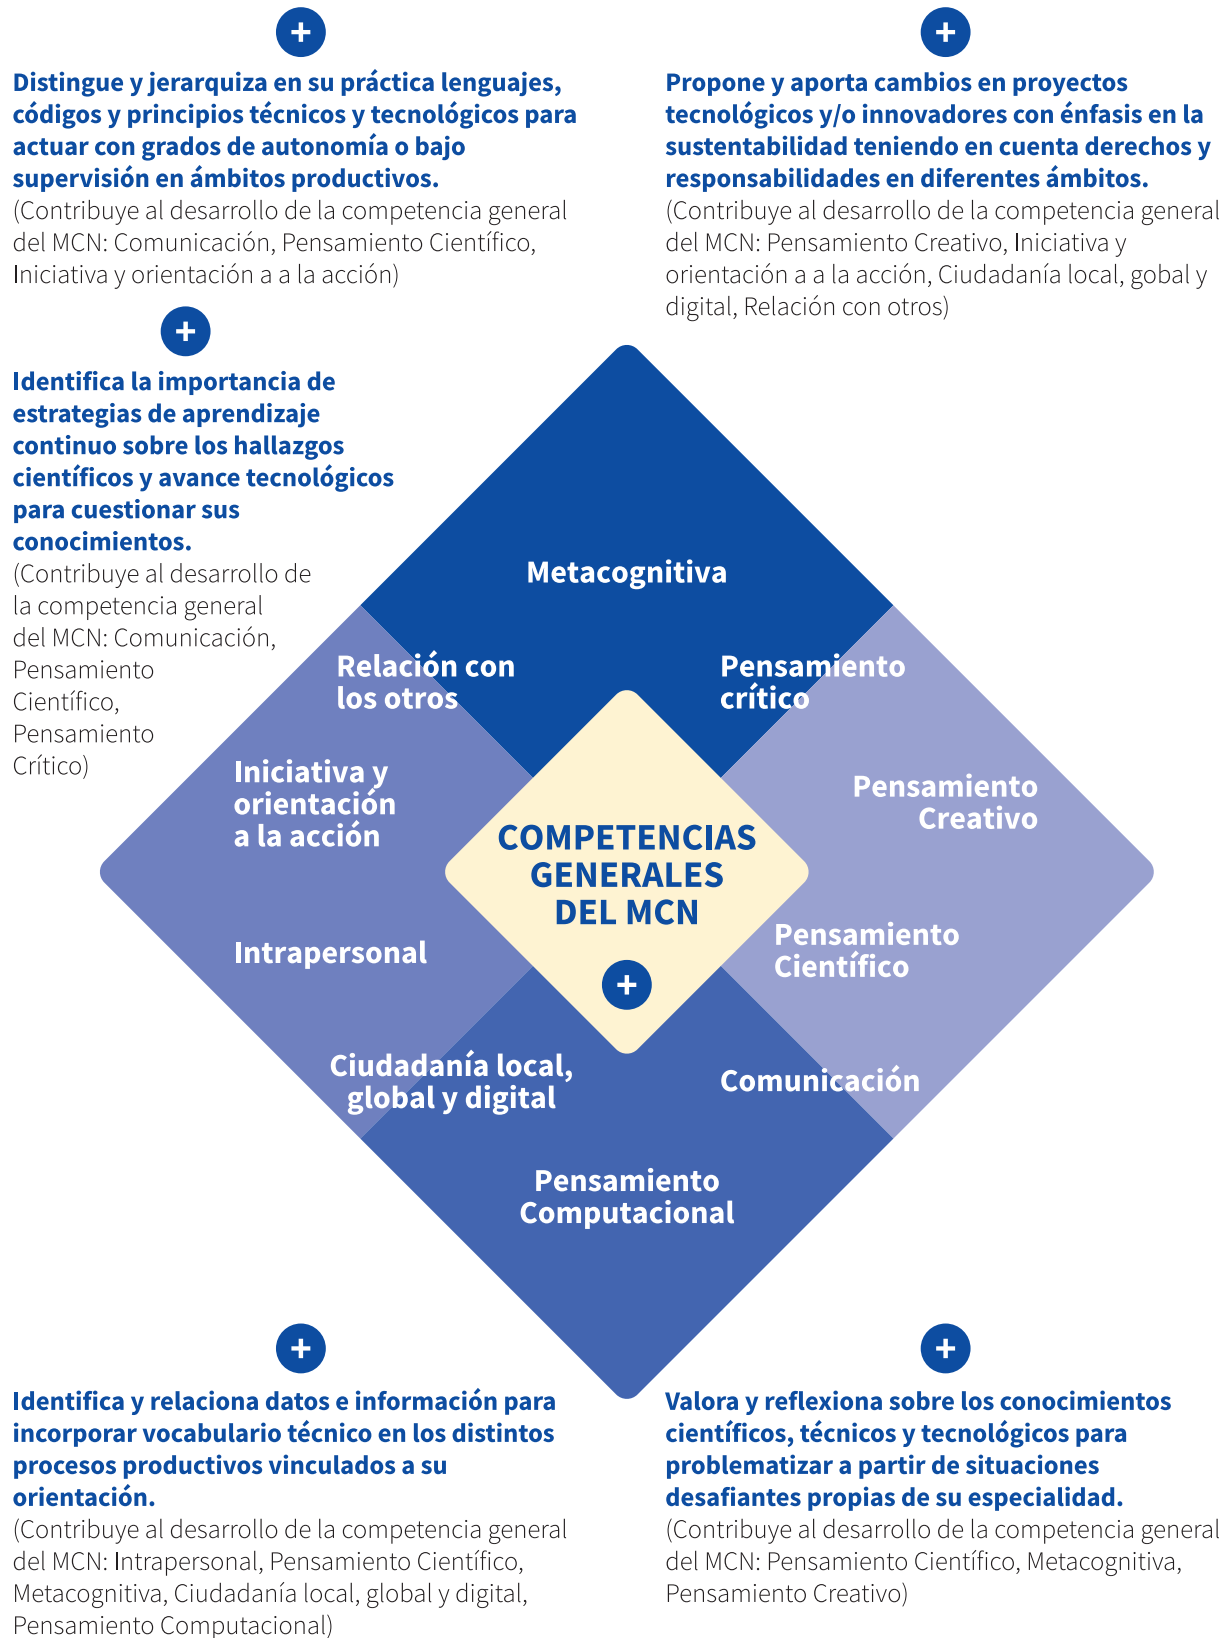 +
Distingue y jerarquiza en su práctica lenguajes,
códigos y principios técnicos y tecnológicos para
actuar con grados de autonomía o bajo
supervisión en ámbitos productivos.
(Contribuye al desarrollo de la competencia general
del MCN: Comunicación, Pensamiento Científico,
Iniciativa y orientación a a la acción)
+
Propone y aporta cambios en proyectos
tecnológicos y/o innovadores con énfasis en la
sustentabilidad teniendo en cuenta derechos y
responsabilidades en diferentes ámbitos.
(Contribuye al desarrollo de la competencia general
del MCN: Pensamiento Creativo, Iniciativa y
orientación a a la acción, Ciudadanía local, gobal y
digital, Relación con otros)
+
Identifica la importancia de
estrategias de aprendizaje
continuo sobre los hallazgos
científicos y avance tecnológicos
para cuestionar sus
conocimientos.
(Contribuye al desarrollo de
la competencia general
del MCN: Comunicación,
Pensamiento
Científico,
Pensamiento
Crítico)
Metacognitiva
Relación con
los otros
Pensamiento
crítico
Iniciativa y
orientación
a la acción
Pensamiento
Creativo
COMPETENCIAS
GENERALES
DEL MCN
+
Intrapersonal
Pensamiento
Científico
Ciudadanía local,
global y digital
Comunicación
Pensamiento
Computacional
+
Identifica y relaciona datos e información para
incorporar vocabulario técnico en los distintos
procesos productivos vinculados a su
orientación.
(Contribuye al desarrollo de la competencia general
del MCN: Intrapersonal, Pensamiento Científico,
Metacognitiva, Ciudadanía local, global y digital,
Pensamiento Computacional)
+
Valora y reflexiona sobre los conocimientos
científicos, técnicos y tecnológicos para
problematizar a partir de situaciones
desafiantes propias de su especialidad.
(Contribuye al desarrollo de la competencia general
del MCN: Pensamiento Científico, Metacognitiva,
Pensamiento Creativo)